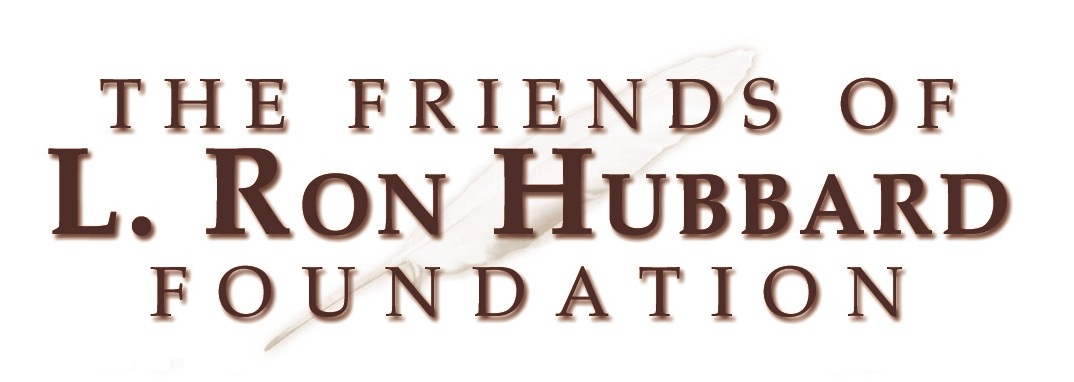 THE FRIENDS OF
L. RON HUBBARD
FOUNDATION